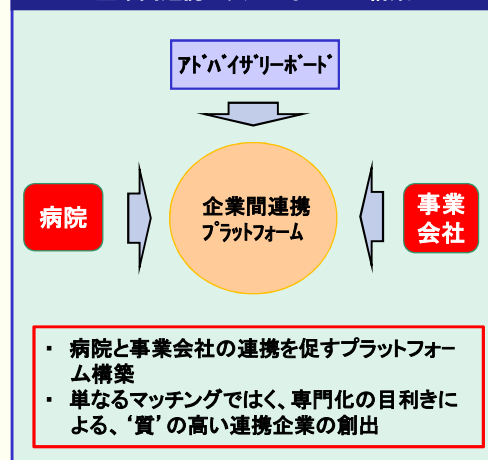 ｱﾄﾞﾊﾞｲｻﾞﾘｰﾎﾞｰﾄﾞ
病院
企業間連携
ﾌﾟﾗｯﾄﾌｫｰﾑ
事業
会社
・ 病院と事業会社の連携を促すプラットフォー
ム構築
・ 単なるマッチングではく、専門化の目利きに
よる、‘質’の高い連携企業の創出